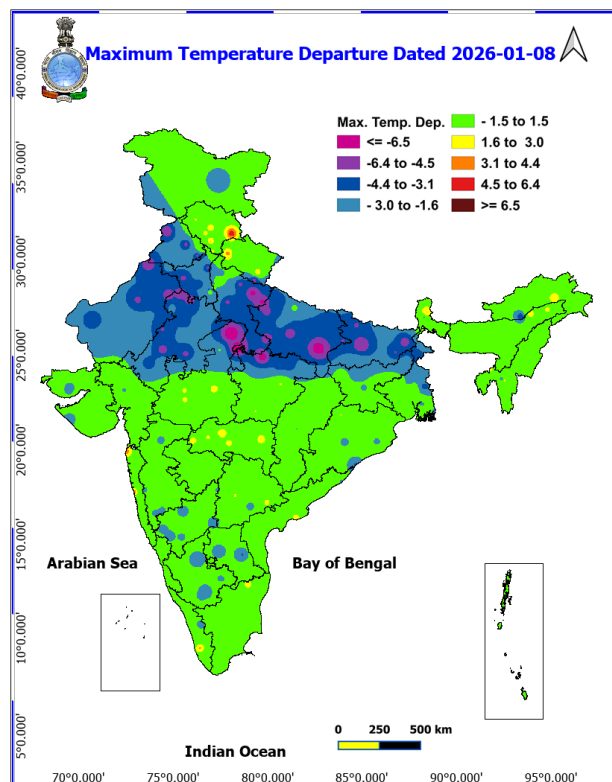 Maximum Temperature Departure Dated 2026-01-08
Max. Temp. Dep.
<= -6.5
-6.4 to -4.5
-4.4 to -3.1
- 3.0 to -1.6
- 1.5 to 1.5
1.6 to 3.0
3.1 to 4.4
4.5 to 6.4
>= 6.5
40°0.000'
35°0.000'
30°0.000'
25°0.000'
20°0.000'
15°0.000'
10°0.000'
5°0.000'
Arabian Sea
Bay of Bengal
0 250 500 km
Indian Ocean
70°0.000' 75°0.000' 80°0.000' 85°0.000' 90°0.000' 95°0.000'